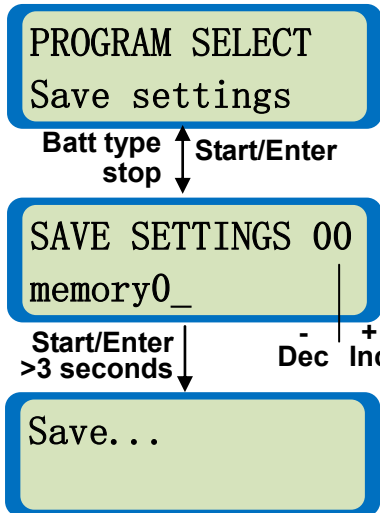 PROGRAM SELECT
Save settings
Batt type
stop
Start/Enter
SAVE SETTINGS 00
memory0_
Start/Enter
>3 seconds
- +
Dec Inc
Save...